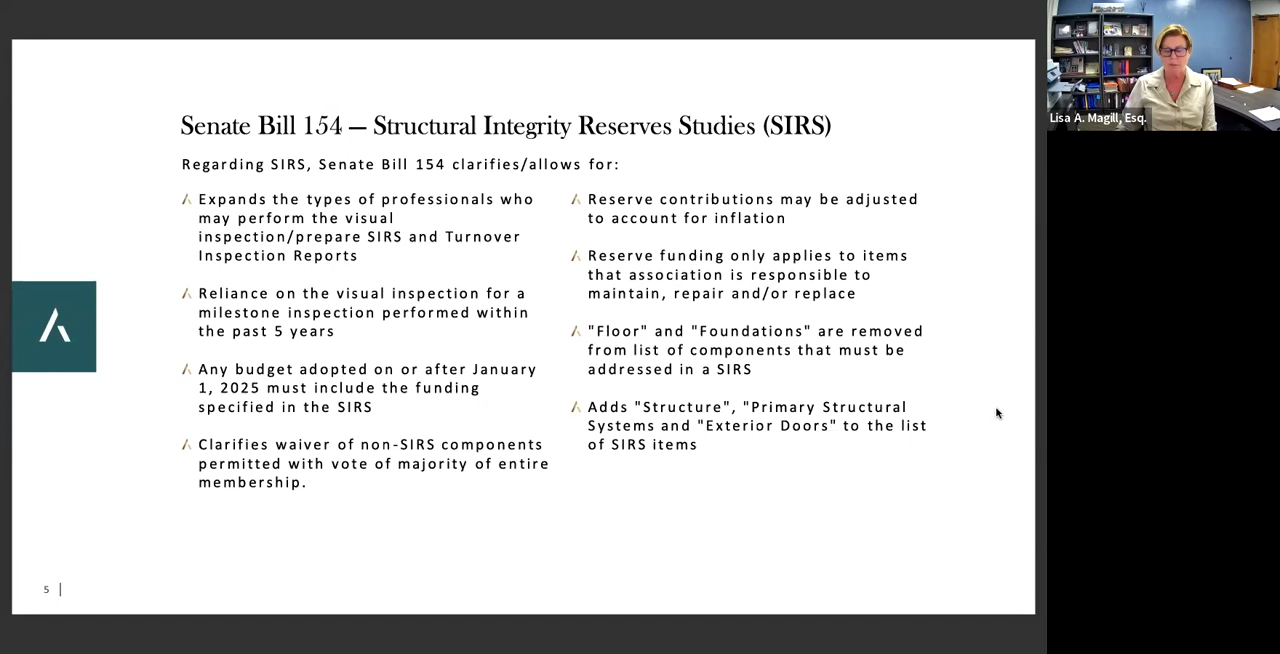 Senate Bill 154 — Structural Integrity Reserves Studies (SIRS)
Regarding SIRS, Senate Bill 154 clarifies/allows for:
Expands the types of professionals who
may perform the visual
inspection/prepare SIRS and Turnover
Inspection Reports
Reliance on the visual inspection for a
milestone inspection performed within
the past 5 years
Any budget adopted on or after January
1, 2025 must include the funding
specified in the SIRS
Clarifies waiver of non-SIRS components
permitted with vote of majority of entire
membership.
Reserve contributions may be adjusted
to account for inflation
Reserve funding only applies to items
that association is responsible to
maintain, repair and/or replace
"Floor" and "Foundations" are removed
from list of components that must be
addressed in a SIRS
Adds "Structure", "Primary Structural
Systems and "Exterior Doors" to the list
of SIRS items
5 |
Lisa A. Magill, Esq.